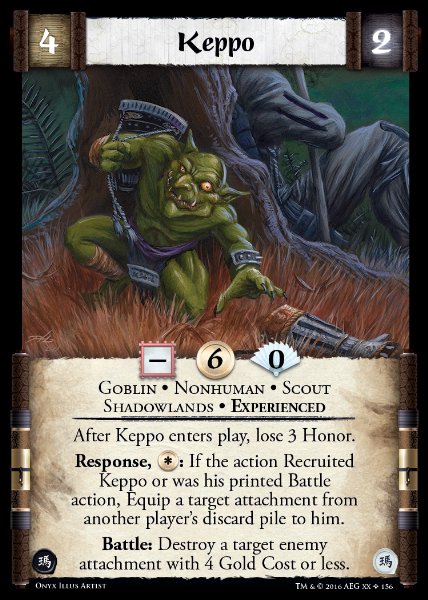 4 Keppo 2
– 6 0
Goblin • Nonhuman • Scout
Shadowlands • Experienced
After Keppo enters play, lose 3 Honor.
Response, *: If the action Recruited
Keppo or was his printed Battle
action, Equip a target attachment from
another player's discard pile to him.
Battle: Destroy a target enemy
attachment with 4 Gold Cost or less.
瑪 瑪
Onyx Illus Artist TM & © 2016 AEG XX ❖ 156